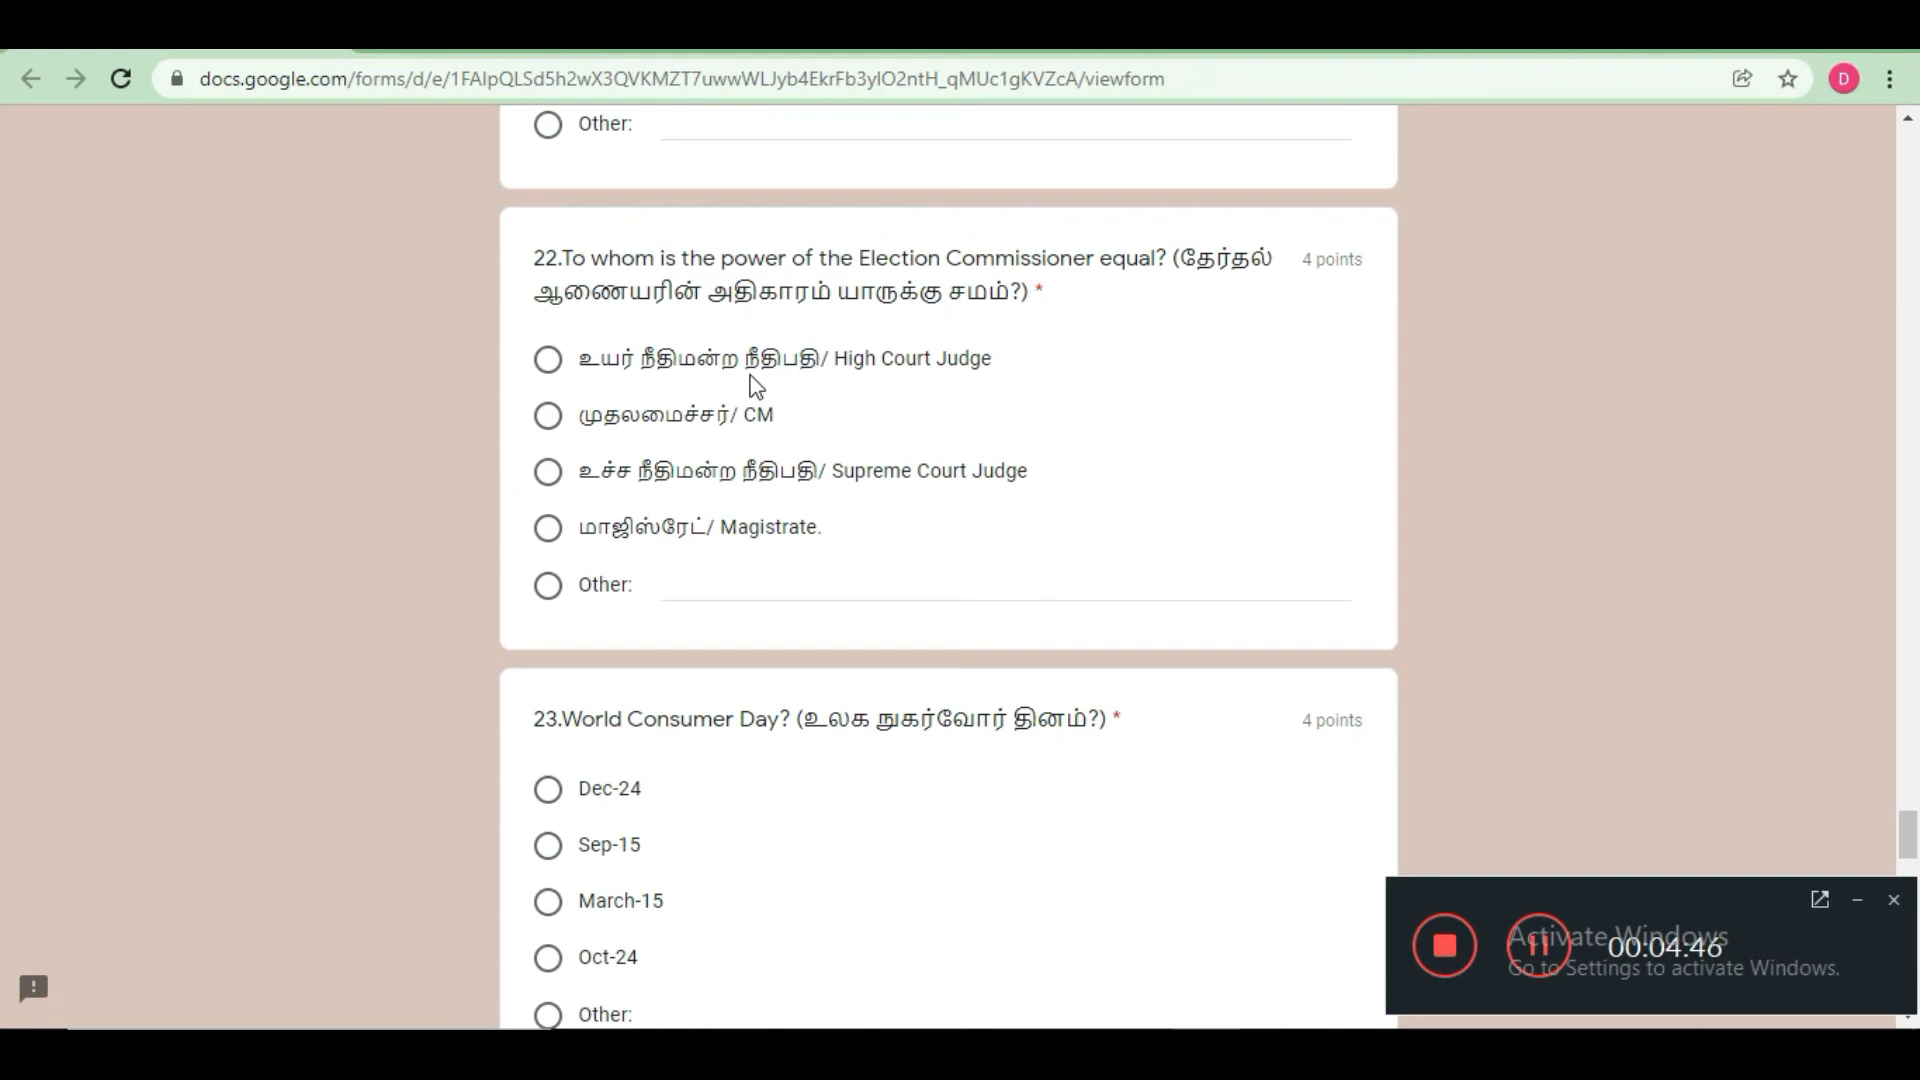 docs.google.com/forms/d/e/1FAIpQLSd5h2wX3QVKMZT7uwwWLJyb4EkrFb3ylO2ntH_qMUc1gKVZcA/viewform
D
Other:
22.To whom is the power of the Election Commissioner equal? (தேர்தல் 4 points
ஆணையரின் அதிகாரம் யாருக்கு சமம்?) *
உயர் நீதிமன்ற நீதிபதி/ High Court Judge
முதலமைச்சர்/ CM
உச்ச நீதிமன்ற நீதிபதி/ Supreme Court Judge
மாஜிஸ்ரேட்/ Magistrate.
Other:
23.World Consumer Day? (உலக நுகர்வோர் தினம்?) * 4 points
Dec-24
Sep-15
March-15
Oct-24
Other:
Activate Windows
00:04:46
Go to Settings to activate Windows.